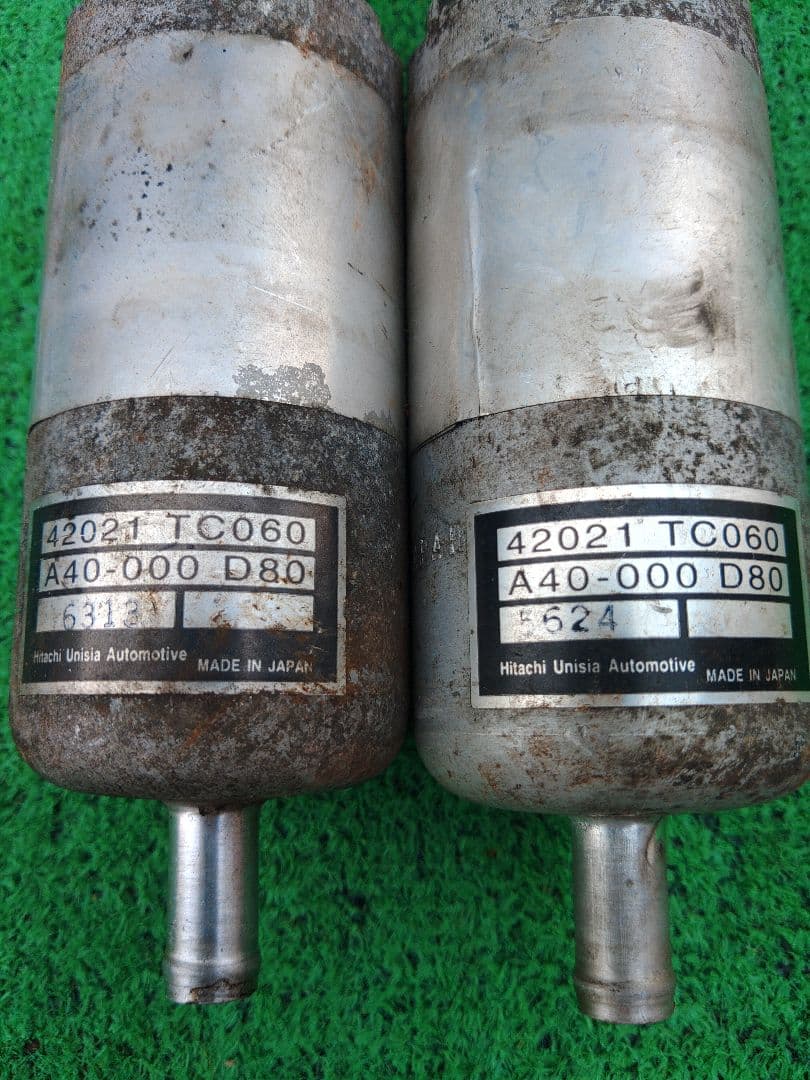 42021 TC060
A40-000 D80
6313
Hitachi Unisia Automotive
MADE IN JAPAN
42021 TC060
A40-000 D80
5624
Hitachi Unisia Automotive
MADE IN JAPAN